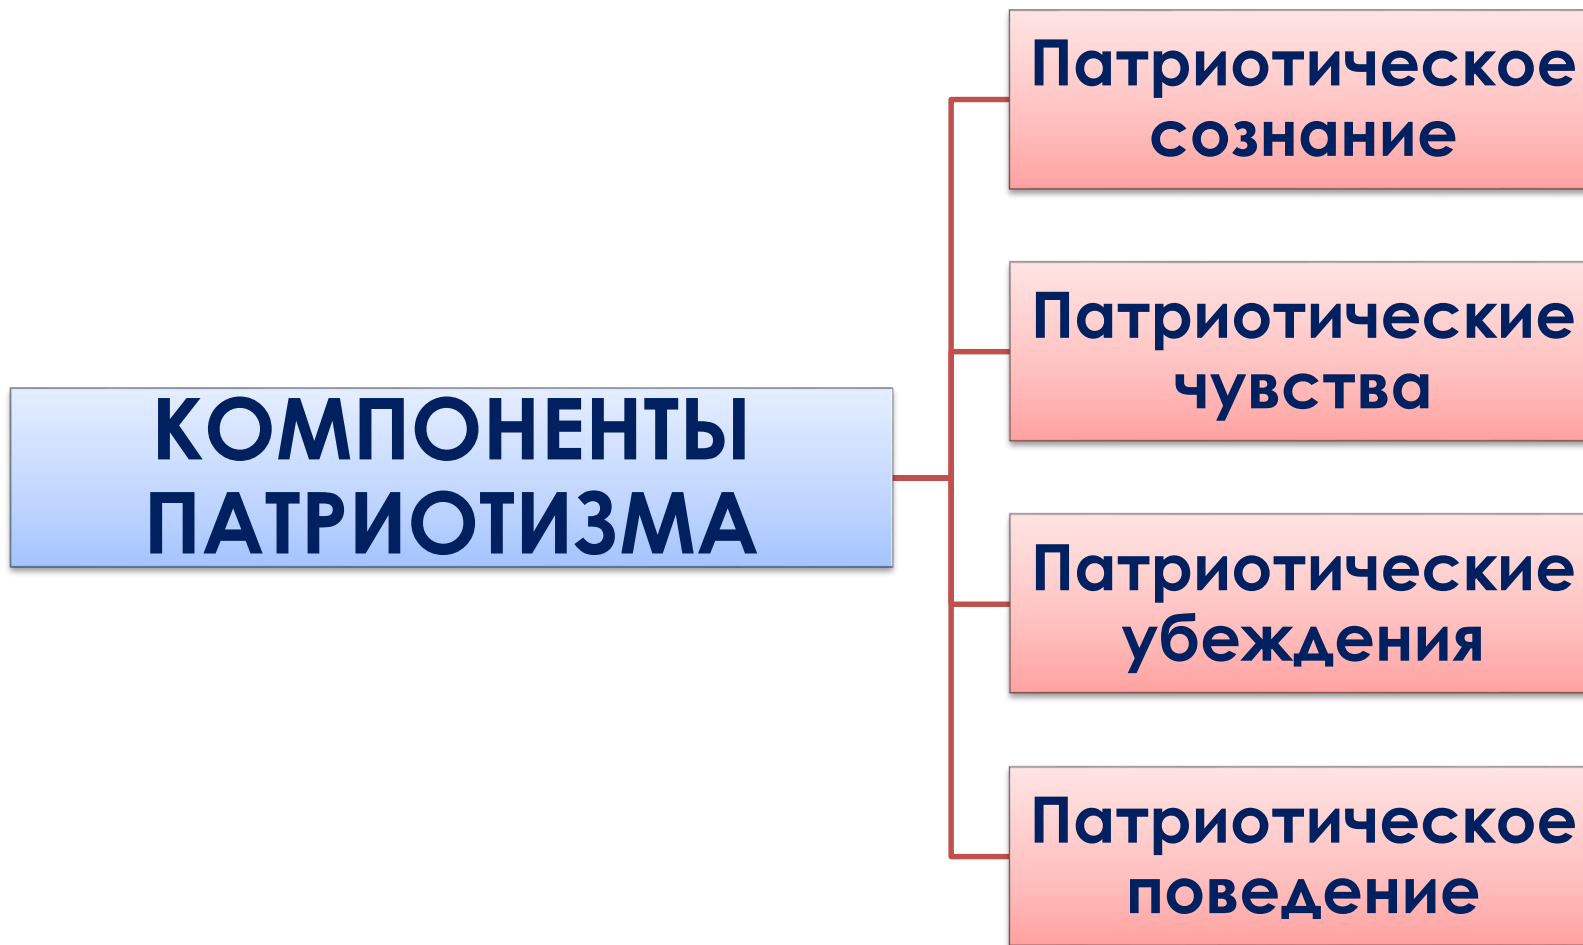 Патриотическое
сознание
Патриотические
чувства
КОМПОНЕНТЫ
ПАТРИОТИЗМА
Патриотические
убеждения
Патриотическое
поведение